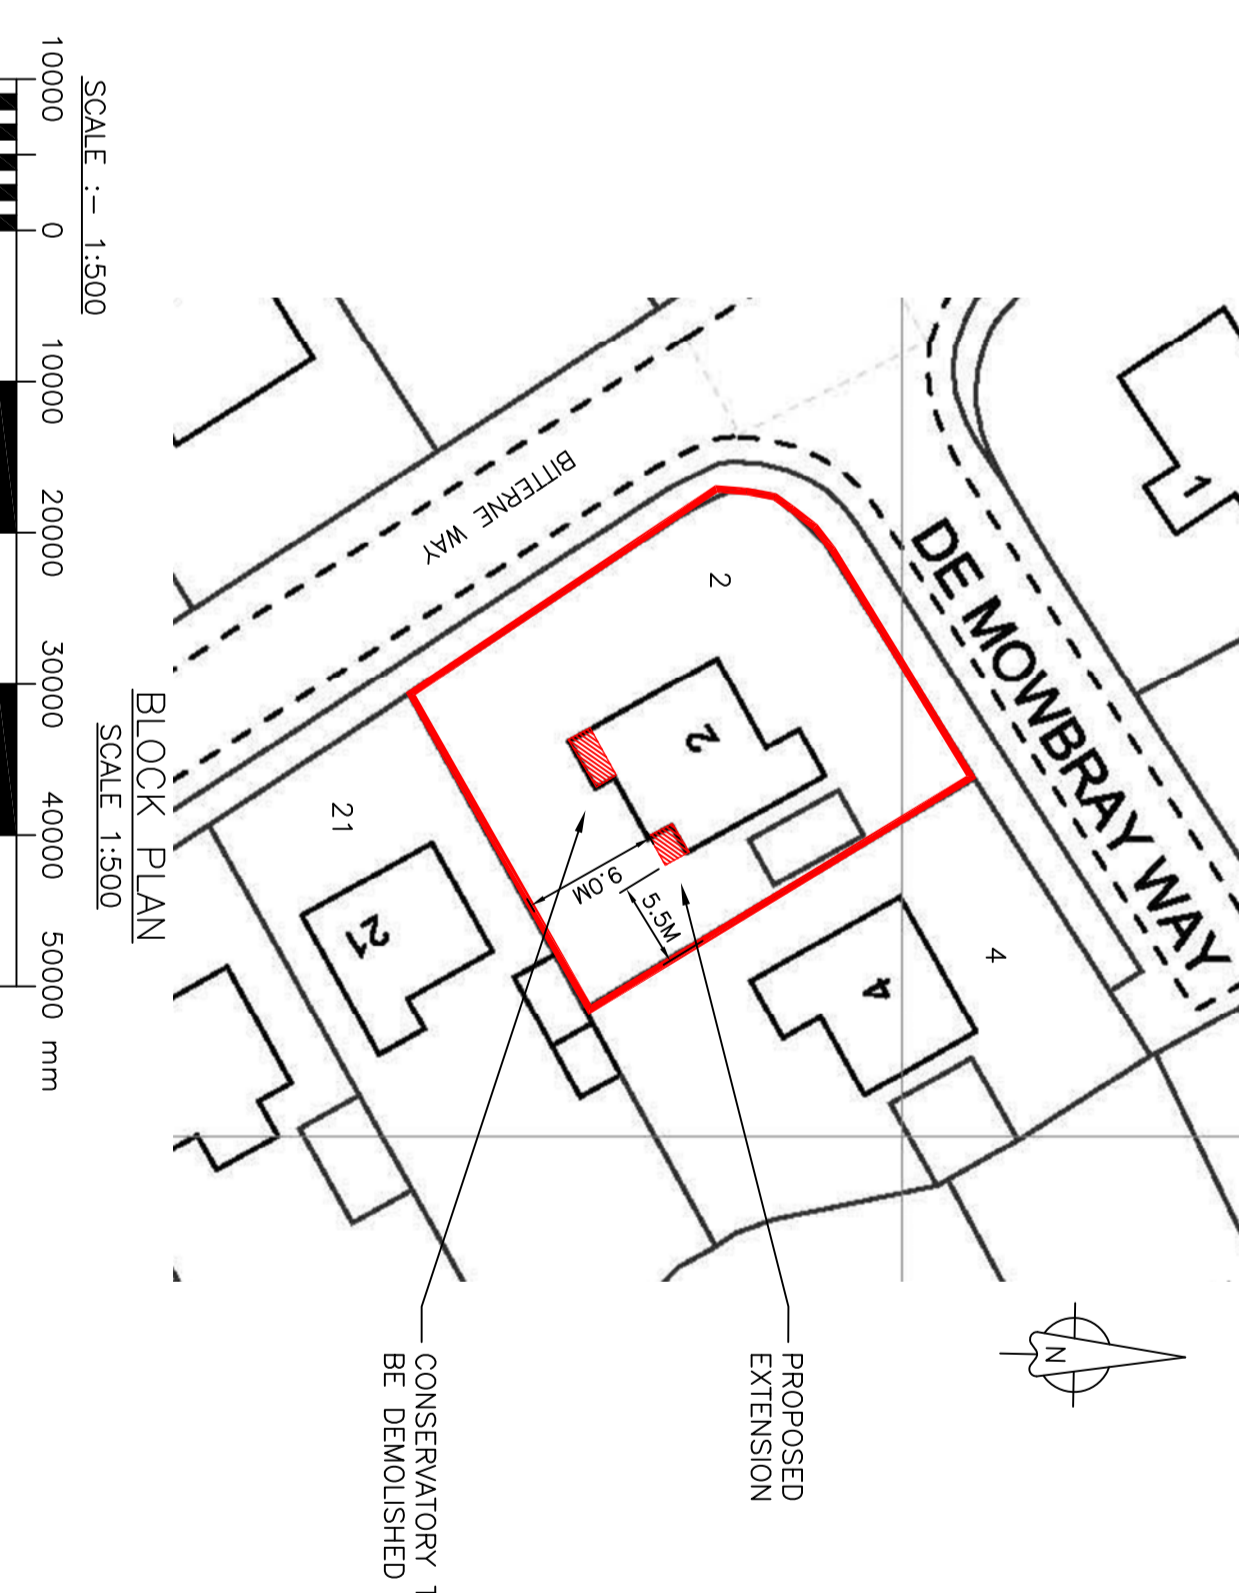 DE MOWBRAY WAY
1
BITTERNE WAY
2
2
4
4
21
21
9.0M
5.5M
N
PROPOSED
EXTENSION
CONSERVATORY T
BE DEMOLISHED
BLOCK PLAN
SCALE 1:500
SCALE :- 1:500
10000 0 10000 20000 30000 40000 50000 mm